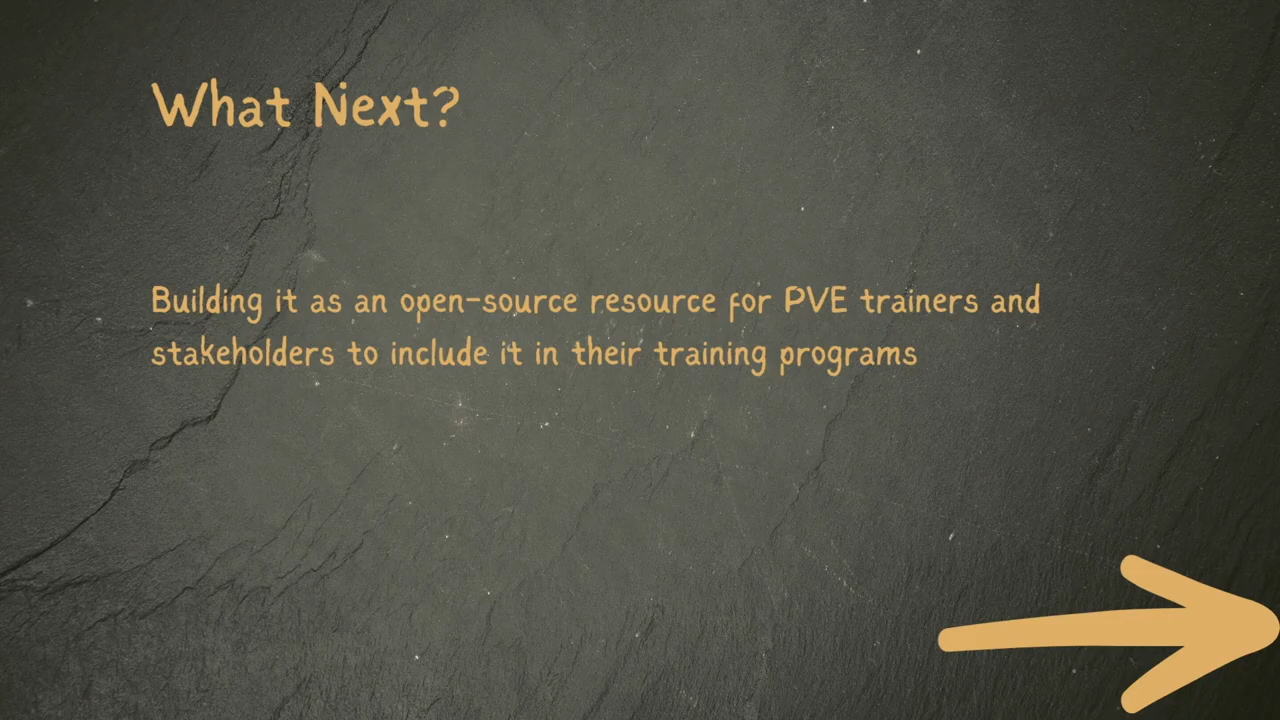 What Next?
Building it as an open-source resource for PVE trainers and
stakeholders to include it in their training programs